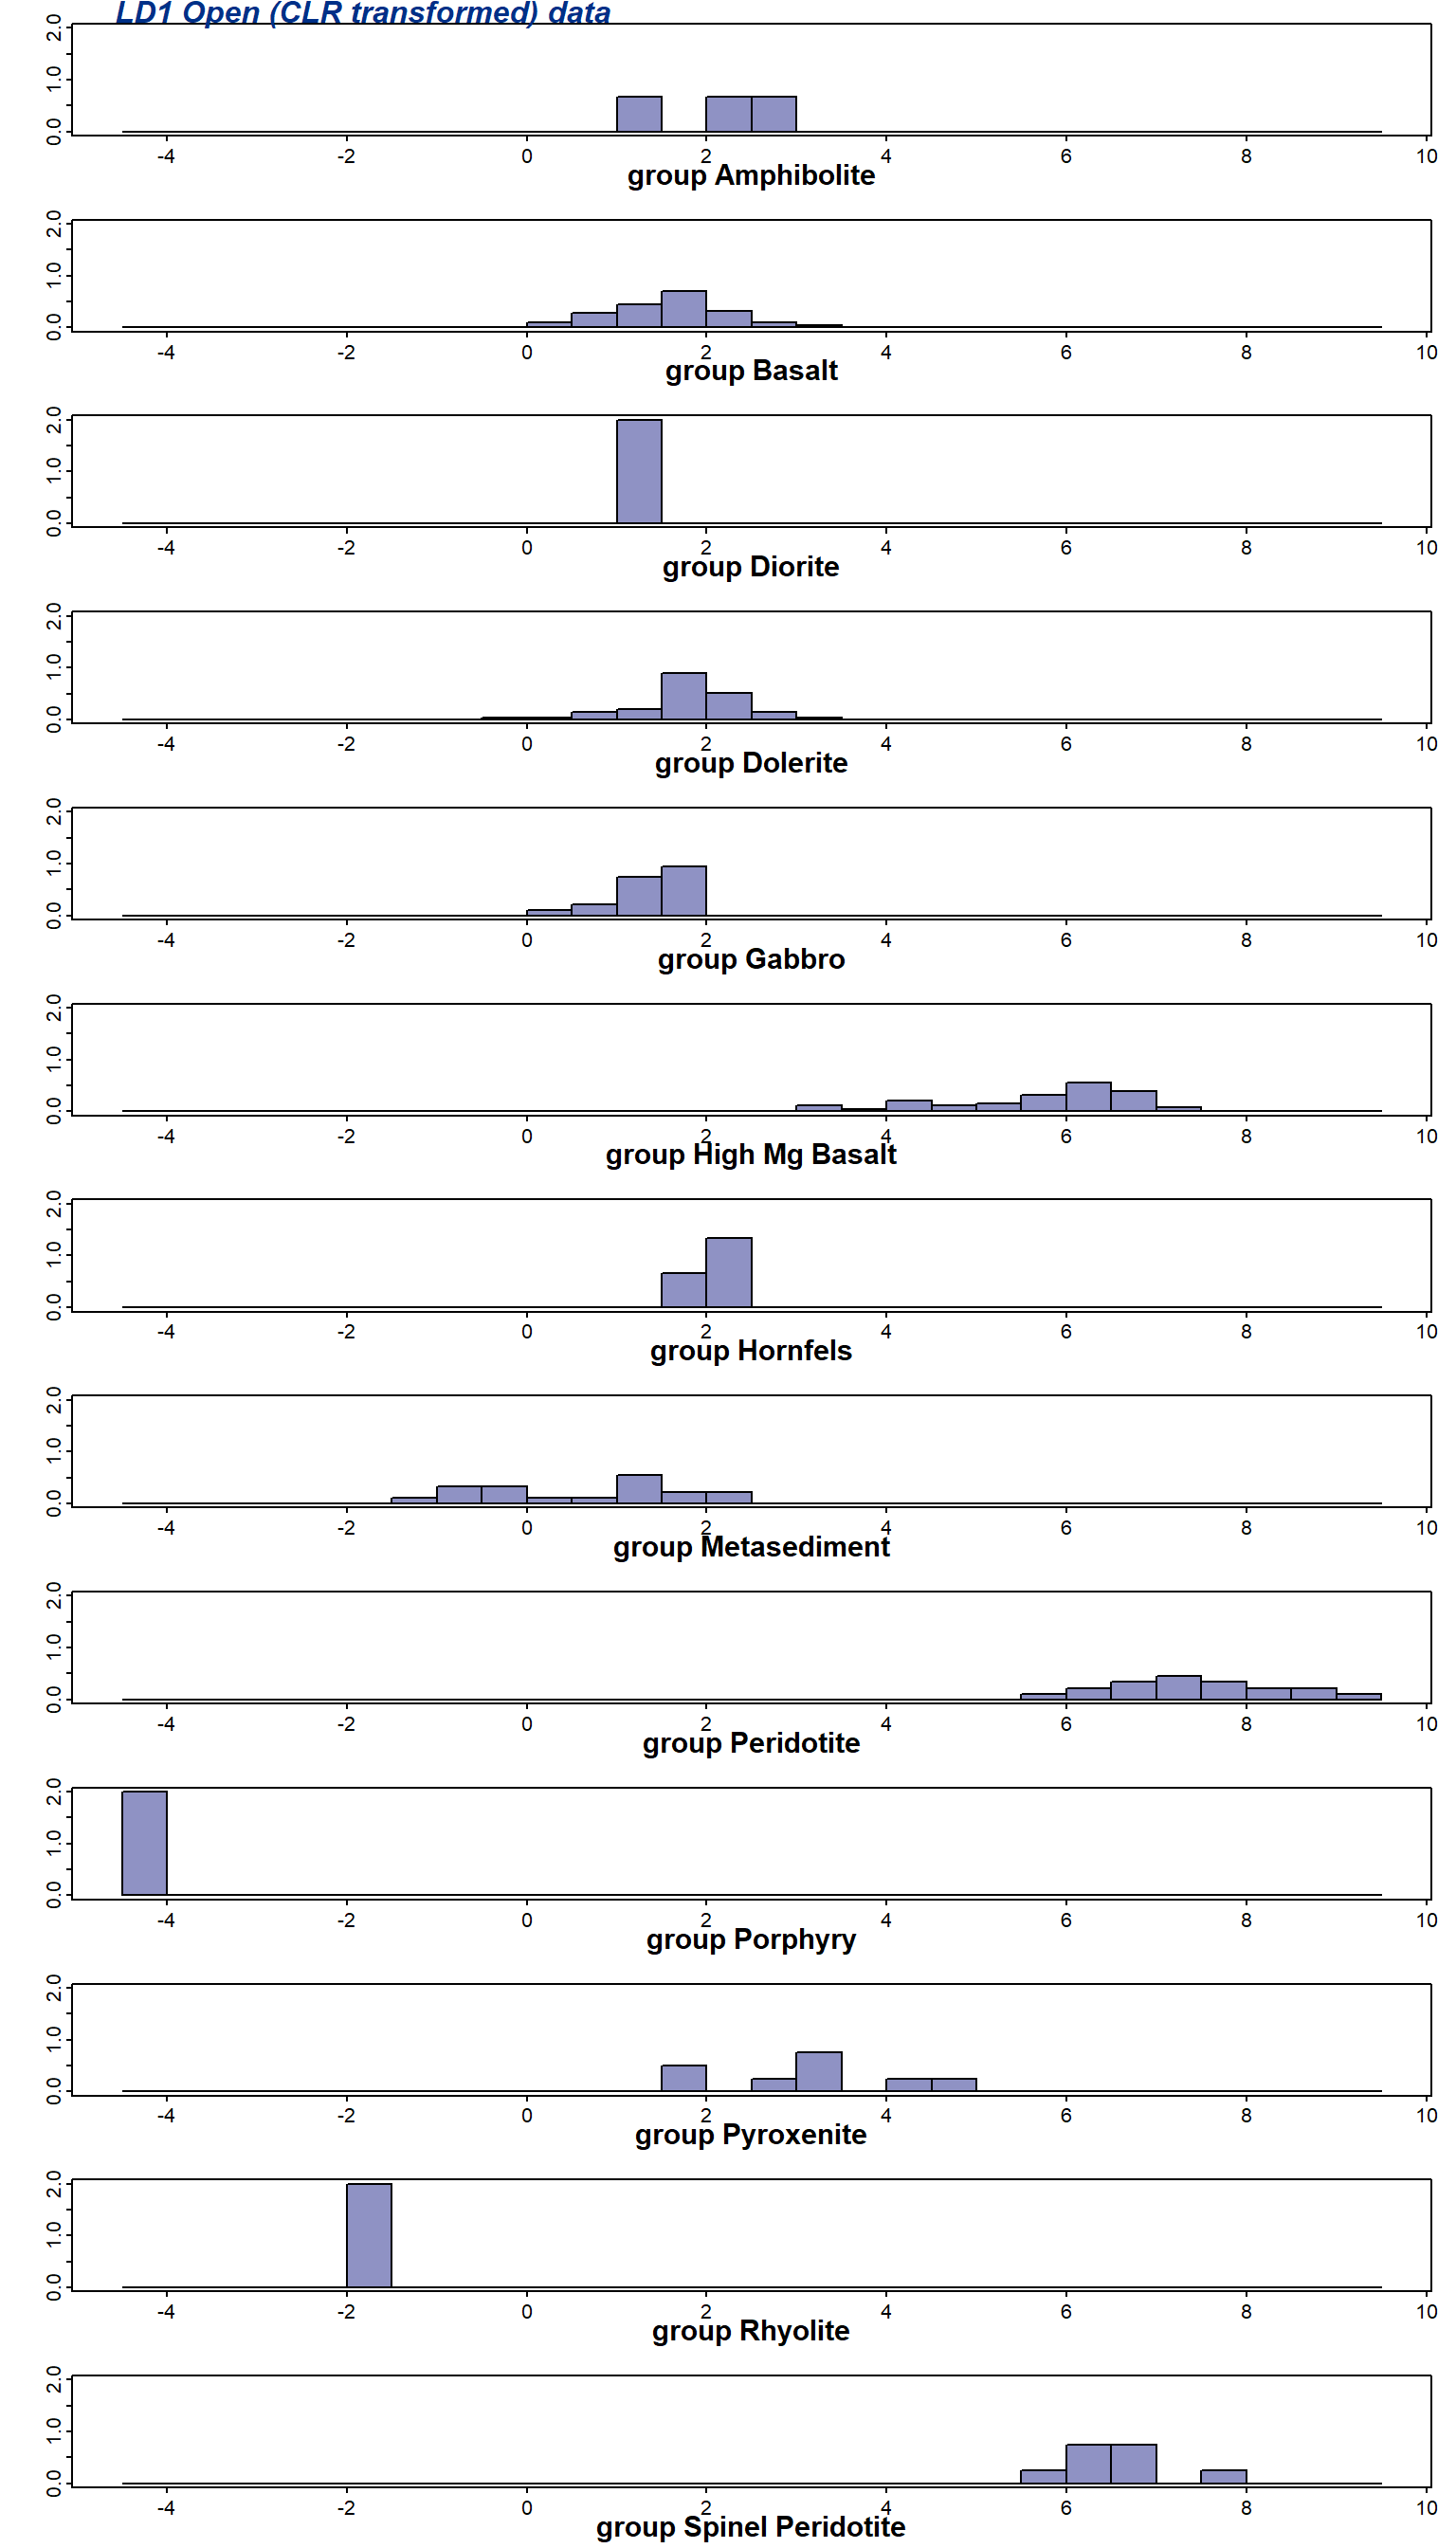 LD1 Open (CLR transformed) data
0.0 1.0 2.0
-4 -2 0 2 4 6 8 10
group Amphibolite
0.0 1.0 2.0
-4 -2 0 2 4 6 8 10
group Basalt
0.0 1.0 2.0
-4 -2 0 2 4 6 8 10
group Diorite
0.0 1.0 2.0
-4 -2 0 2 4 6 8 10
group Dolerite
0.0 1.0 2.0
-4 -2 0 2 4 6 8 10
group Gabbro
0.0 1.0 2.0
-4 -2 0 2 4 6 8 10
group High Mg Basalt
0.0 1.0 2.0
-4 -2 0 2 4 6 8 10
group Hornfels
0.0 1.0 2.0
-4 -2 0 2 4 6 8 10
group Metasediment
0.0 1.0 2.0
-4 -2 0 2 4 6 8 10
group Peridotite
0.0 1.0 2.0
-4 -2 0 2 4 6 8 10
group Porphyry
0.0 1.0 2.0
-4 -2 0 2 4 6 8 10
group Pyroxenite
0.0 1.0 2.0
-4 -2 0 2 4 6 8 10
group Rhyolite
0.0 1.0 2.0
-4 -2 0 2 4 6 8 10
group Spinel Peridotite